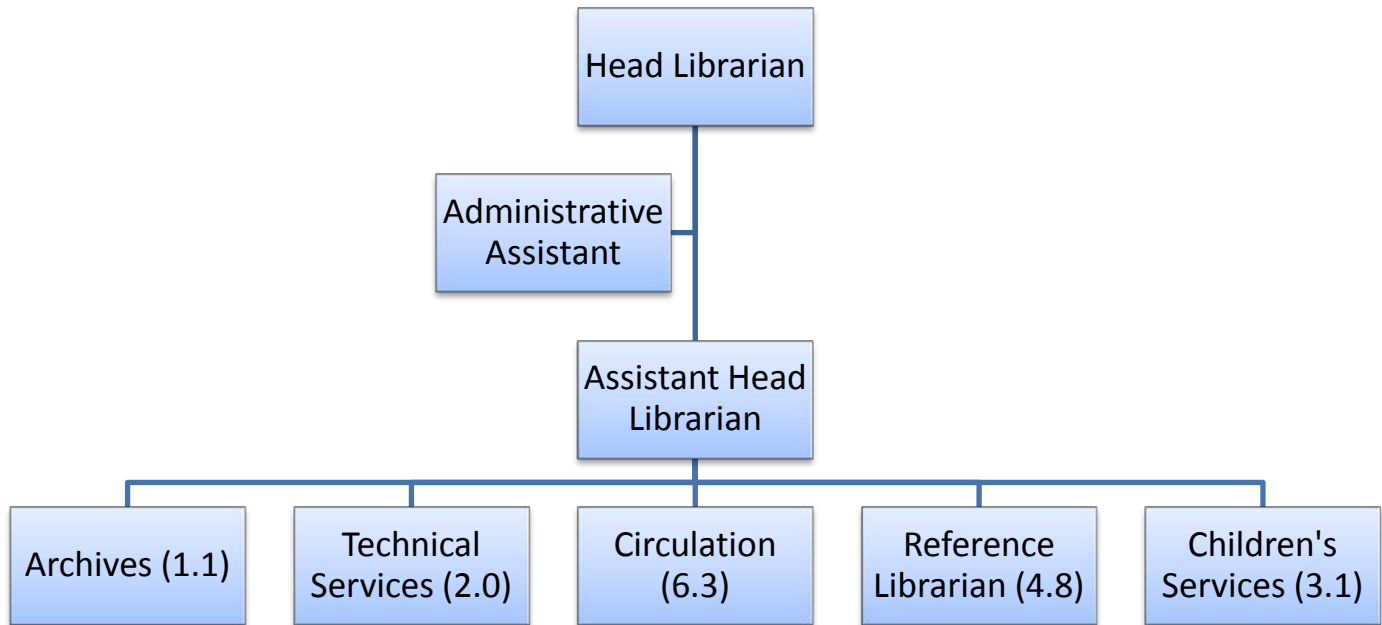 Head Librarian
Administrative
Assistant
Assistant Head
Librarian
Archives (1.1)
Technical
Services (2.0)
Circulation
(6.3)
Reference
Librarian (4.8)
Children's
Services (3.1)